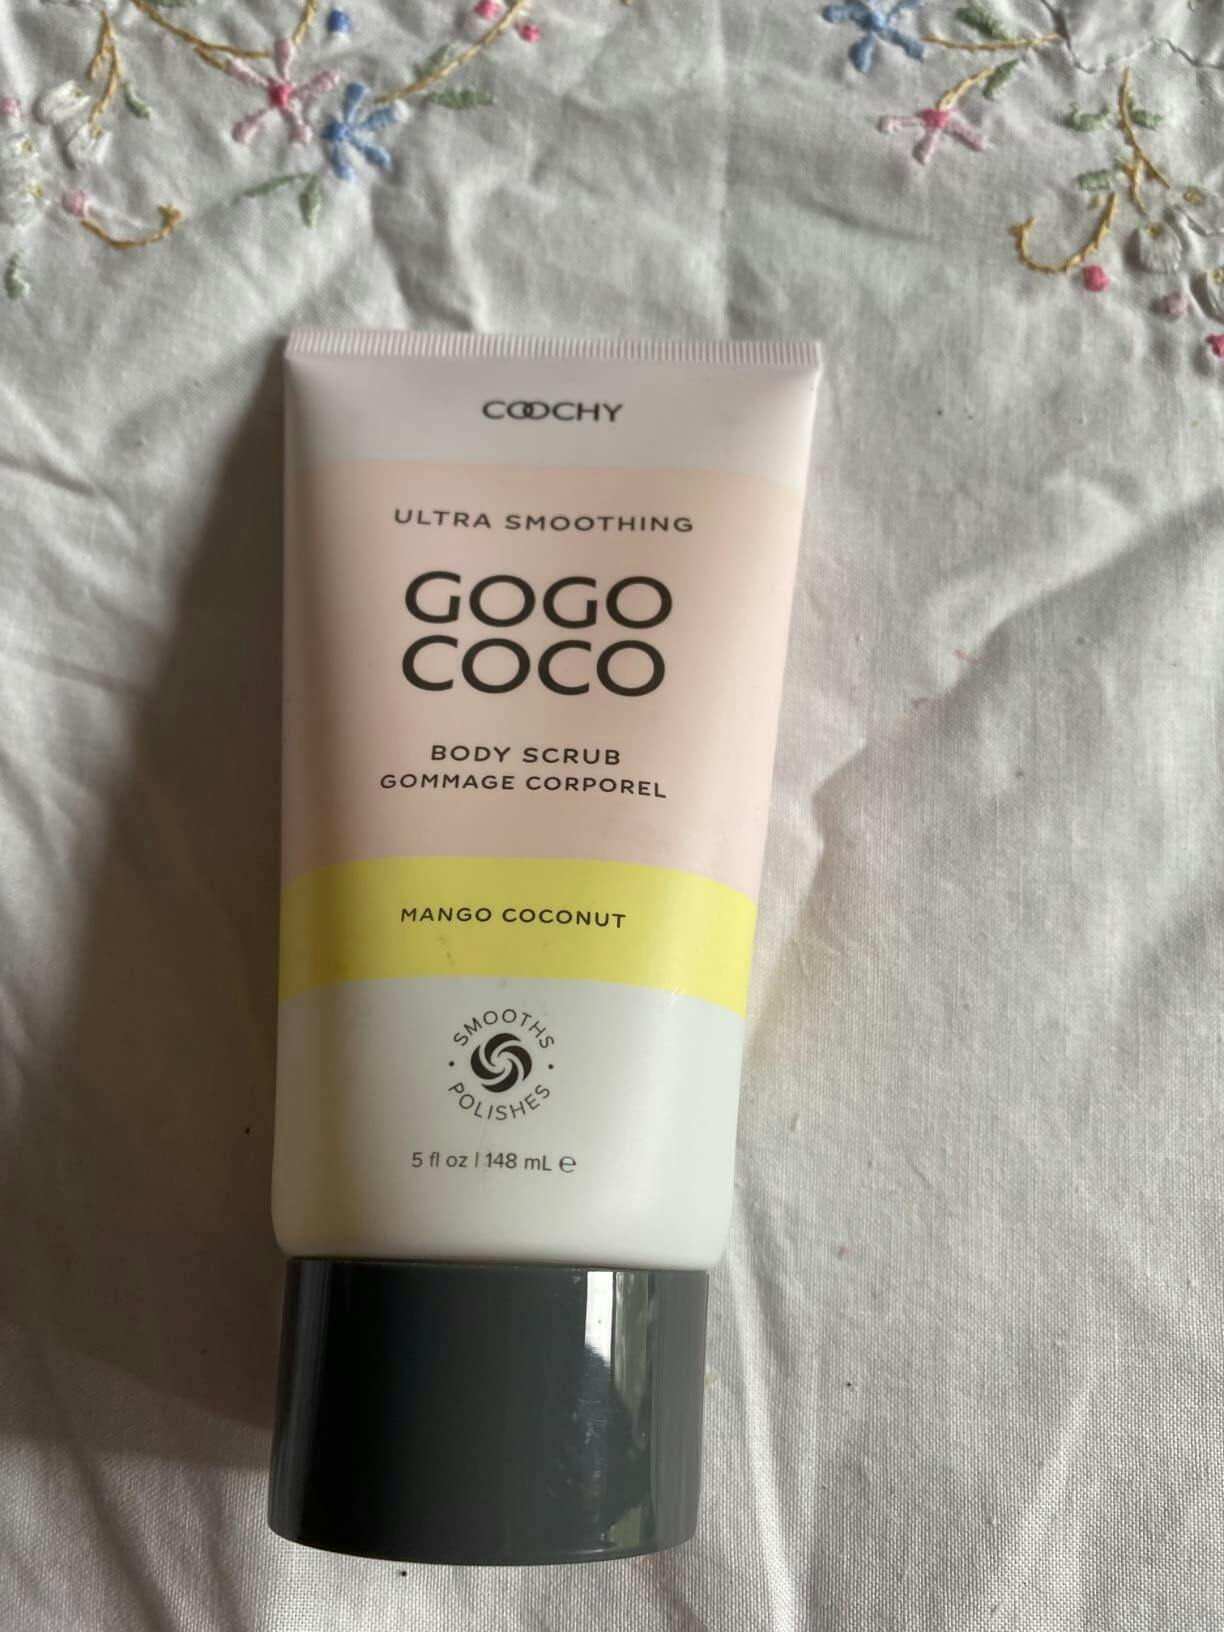 COOCHY
ULTRA SMOOTHING
GOGO
COCO
BODY SCRUB
GOMMAGE CORPOREL
MANGO COCONUT
SMOOTHS
POLISHES
5 fl oz | 148 mL ℮